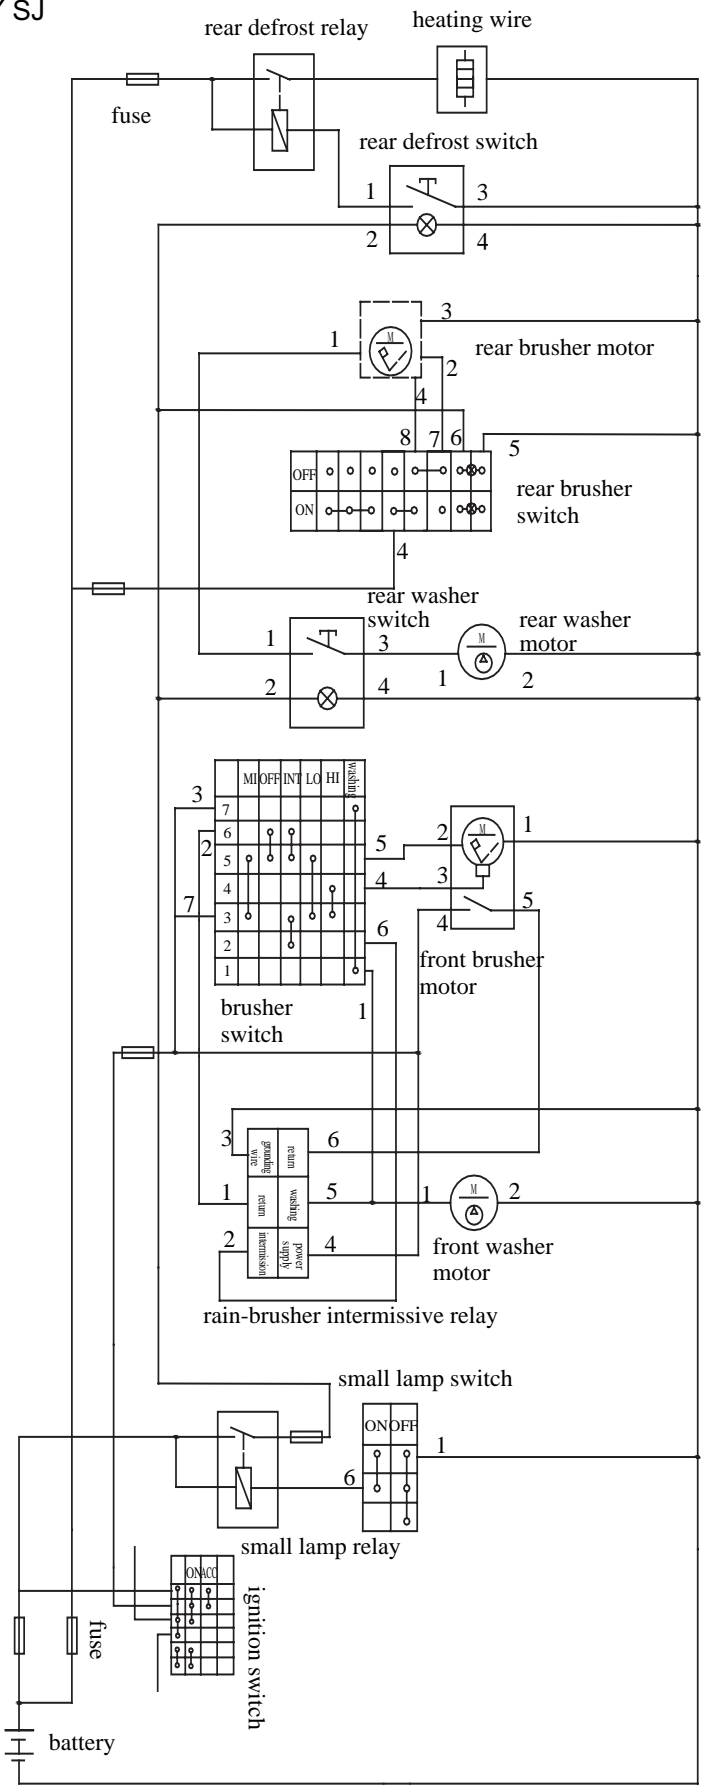 Y SJ
heating wire
rear defrost relay
fuse
rear defrost switch
1 3
2 4
3
1
M
rear brusher motor
2
4
8 7 6
5
OFF
rear brusher
switch
ON
4
rear washer
switch
rear washer
motor
1 3
M
1 2
2 4
MI OFF INT LO HI washing
3
7
6
2
5
5
4
4
7
3
6
2
1
brusher
switch
1
2 1
M
3
4 5
front brusher
motor
3
grounding
wire
return
6
1
return
washing
5
1 2
M
2
intermission
power
supply
4
front washer
motor
rain-brusher intermissive relay
small lamp switch
ON OFF
1
6
small lamp relay
ON ACC
ignition switch
fuse
battery